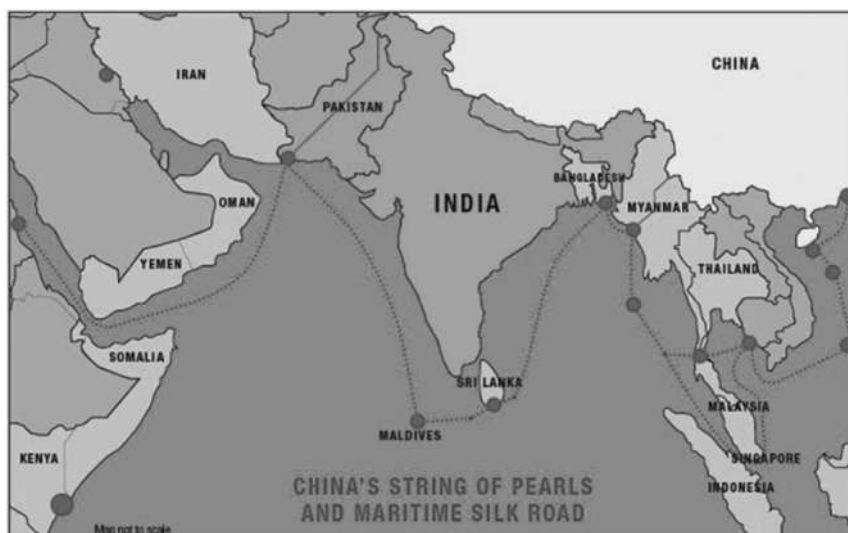 IRAN
CHINA
PAKISTAN
BANGLADESH
OMAN
INDIA
MYANMAR
YEMEN
THAILAND
SOMALIA
SRI LANKA
MALAYSIA
MALDIVES
KENYA
SINGAPORE
INDONESIA
CHINA'S STRING OF PEARLS
AND MARITIME SILK ROAD
Map not to scale